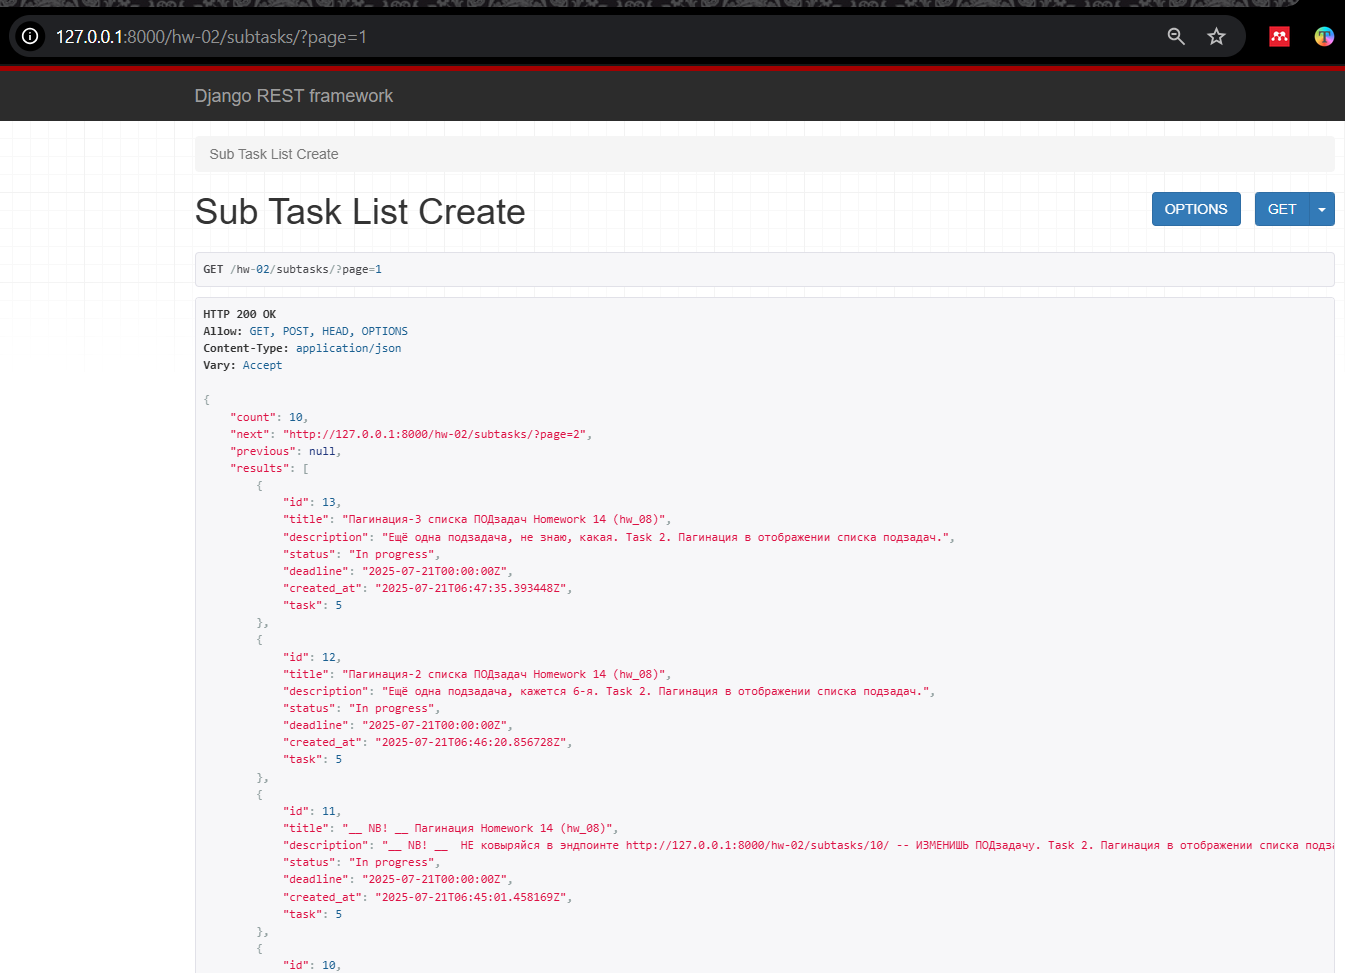 127.0.0.1:8000/hw-02/subtasks/?page=1
Django REST framework
Sub Task List Create
Sub Task List Create
OPTIONS
GET
GET /hw-02/subtasks/?page=1
HTTP 200 OK
Allow: GET, POST, HEAD, OPTIONS
Content-Type: application/json
Vary: Accept
{
"count": 10,
"next": "http://127.0.0.1:8000/hw-02/subtasks/?page=2",
"previous": null,
"results": [
{
"id": 13,
"title": "Пагинация-3 списка ПОДзадач Homework 14 (hw_08)",
"description": "Ещё одна подзадача, не знаю, какая. Task 2. Пагинация в отображении списка подзадач.",
"status": "In progress",
"deadline": "2025-07-21T00:00:00Z",
"created_at": "2025-07-21T06:47:35.393448Z",
"task": 5
},
{
"id": 12,
"title": "Пагинация-2 списка ПОДзадач Homework 14 (hw_08)",
"description": "Ещё одна подзадача, кажется 6-я. Task 2. Пагинация в отображении списка подзадач.",
"status": "In progress",
"deadline": "2025-07-21T00:00:00Z",
"created_at": "2025-07-21T06:46:20.856728Z",
"task": 5
},
{
"id": 11,
"title": "__ NB! __ Пагинация Homework 14 (hw_08)",
"description": "__ NB! __  НЕ ковыряйся в эндпоинте http://127.0.0.1:8000/hw-02/subtasks/10/ -- ИЗМЕНИШЬ ПОДзадачу. Task 2. Пагинация в отображении списка подза
"status": "In progress",
"deadline": "2025-07-21T00:00:00Z",
"created_at": "2025-07-21T06:45:01.458169Z",
"task": 5
},
{
"id": 10,